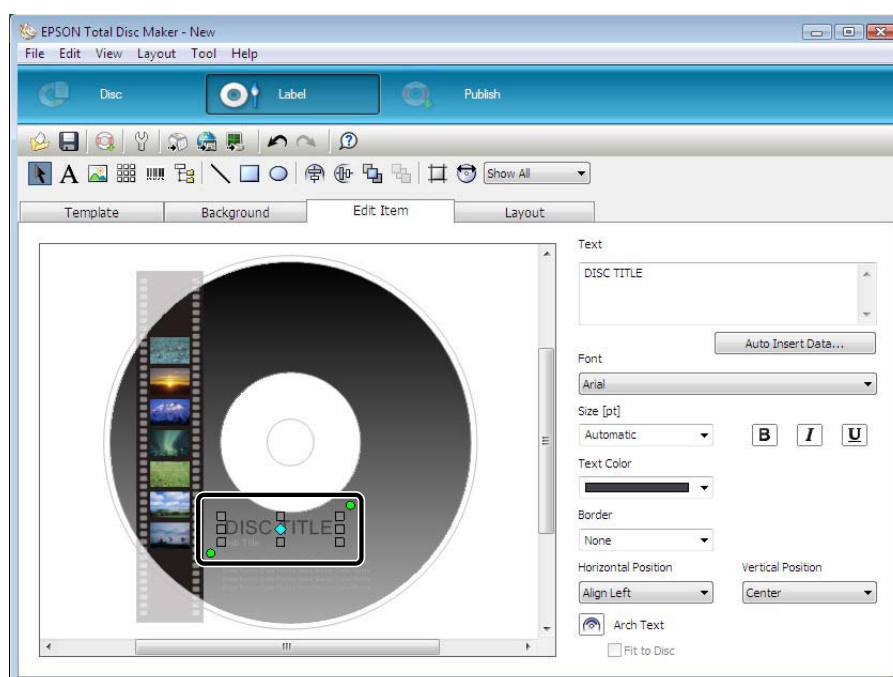 EPSON Total Disc Maker - New
File Edit View Layout Tool Help
Disc Label Publish
Show All
Template Background Edit Item Layout
Text
DISC TITLE
Auto Insert Data...
Font
Arial
Size [pt]
Automatic B I U
Text Color
Border
None
Horizontal Position Vertical Position
Align Left Center
Arch Text
Fit to Disc
DISC TITLE
Sub Title